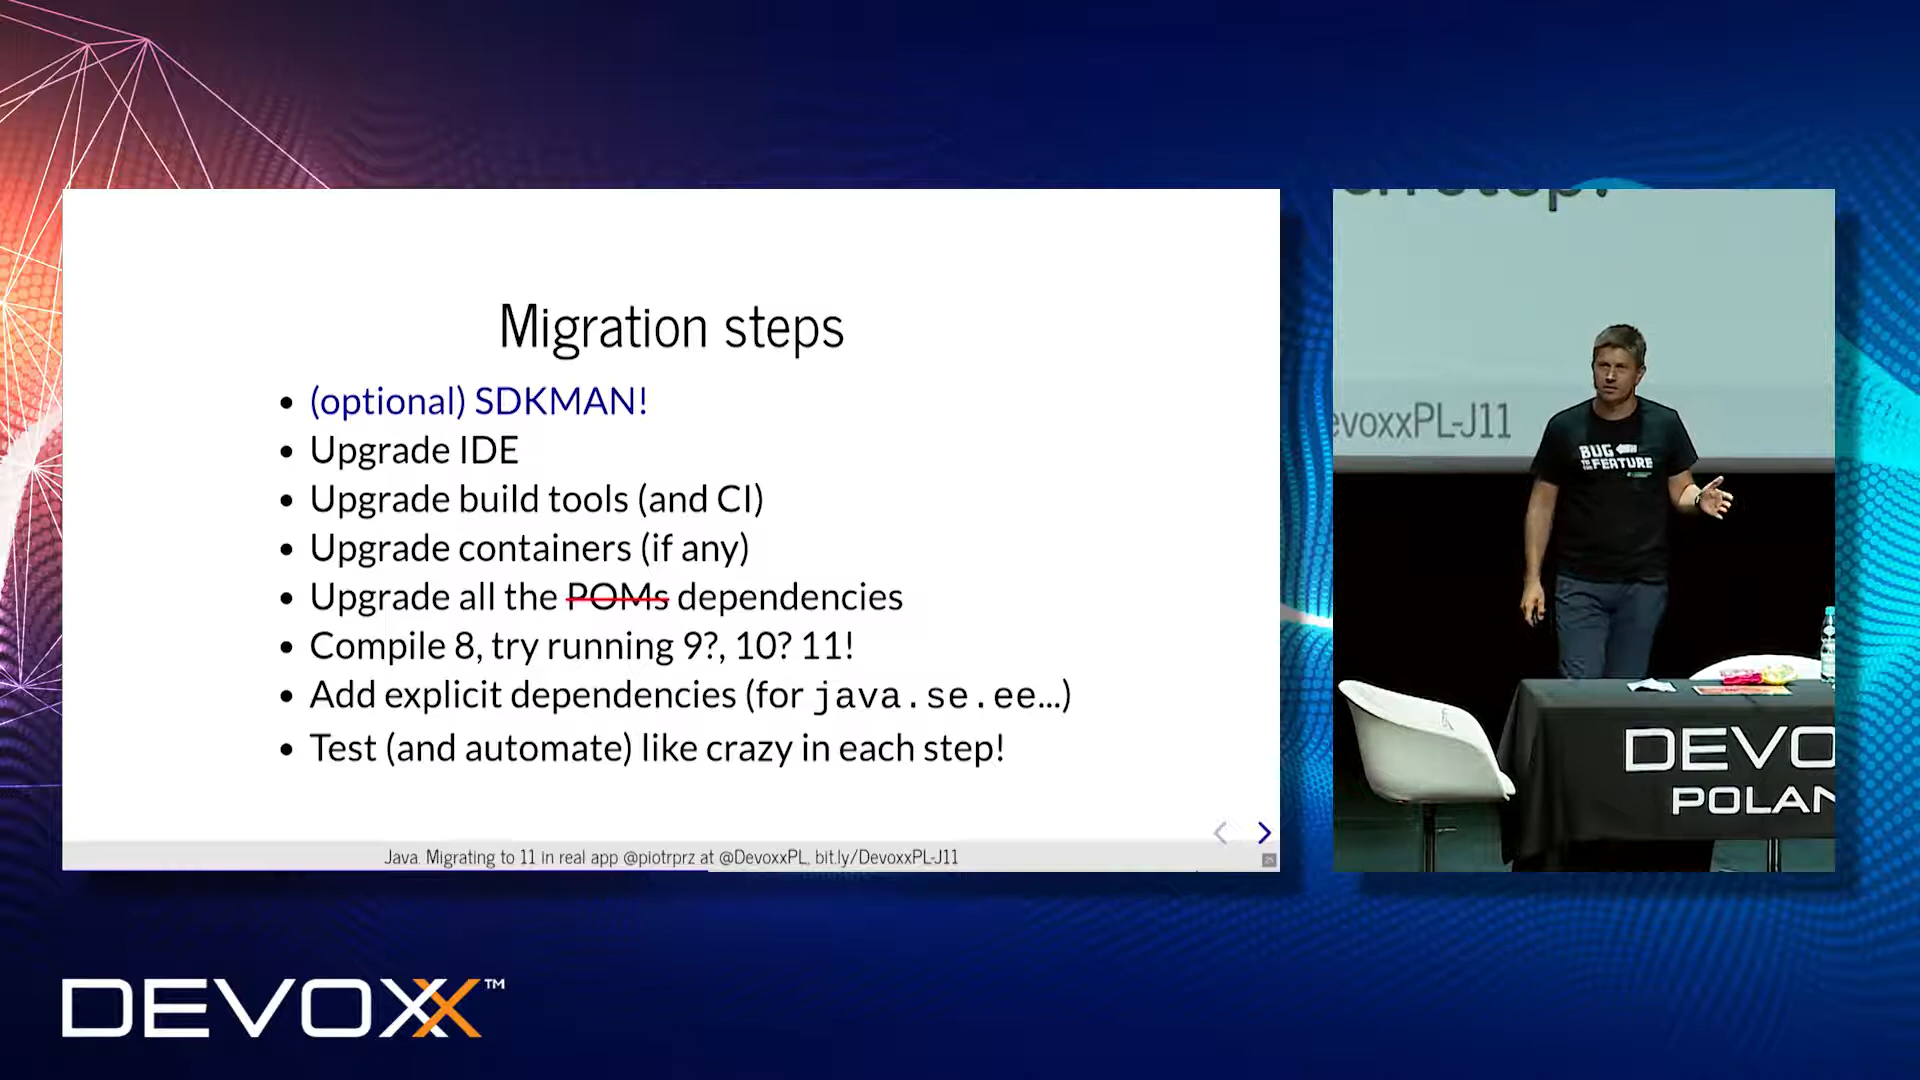 Migration steps
(optional) SDKMAN!
Upgrade IDE
Upgrade build tools (and CI)
Upgrade containers (if any)
Upgrade all the POMs dependencies
Compile 8, try running 9?, 10? 11!
Add explicit dependencies (for java.se.ee...)
Test (and automate) like crazy in each step!
Java. Migrating to 11 in real app @piotrprz at @DevoxxPL, bit.ly/DevoxxPL-J11
evoxxPL-J11
BUG
TO THE FEATURE
DEVO
POLAN
DEVOXX™